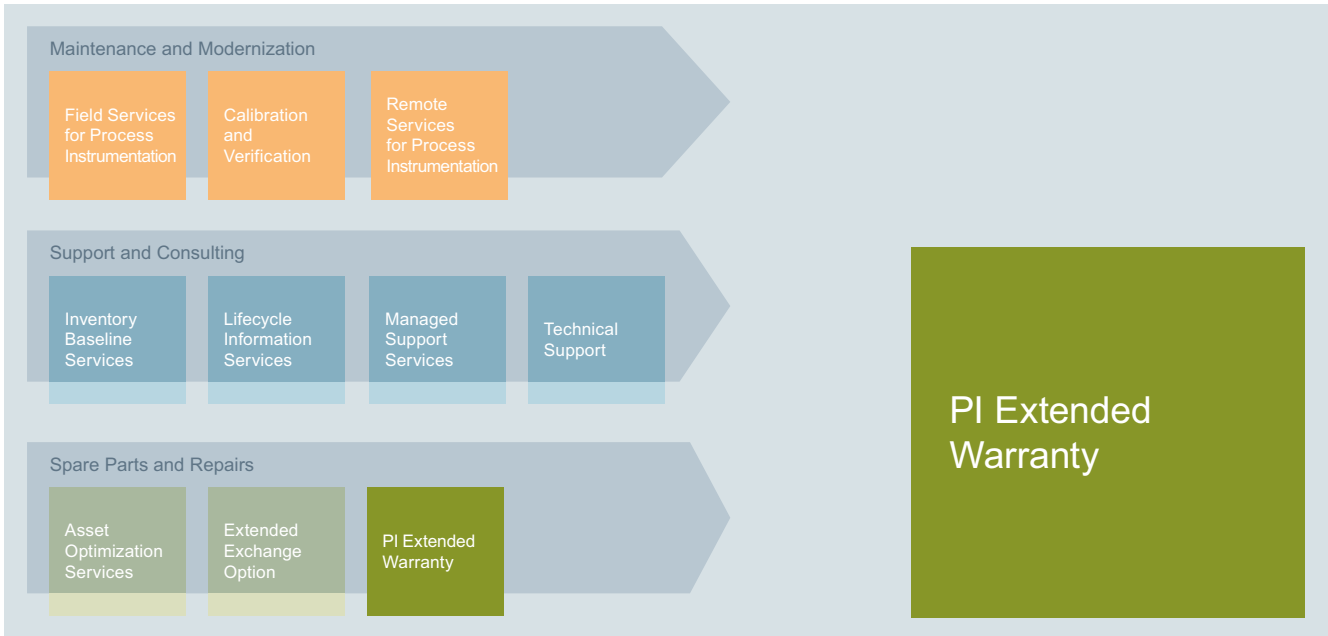 Maintenance and Modernization
Field Services
for Process
Instrumentation
Calibration
and
Verification
Remote
Services
for Process
Instrumentation
Support and Consulting
Inventory
Baseline
Services
Lifecycle
Information
Services
Managed
Support
Services
Technical
Support
Spare Parts and Repairs
Asset
Optimization
Services
Extended
Exchange
Option
PI Extended
Warranty
PI Extended
Warranty